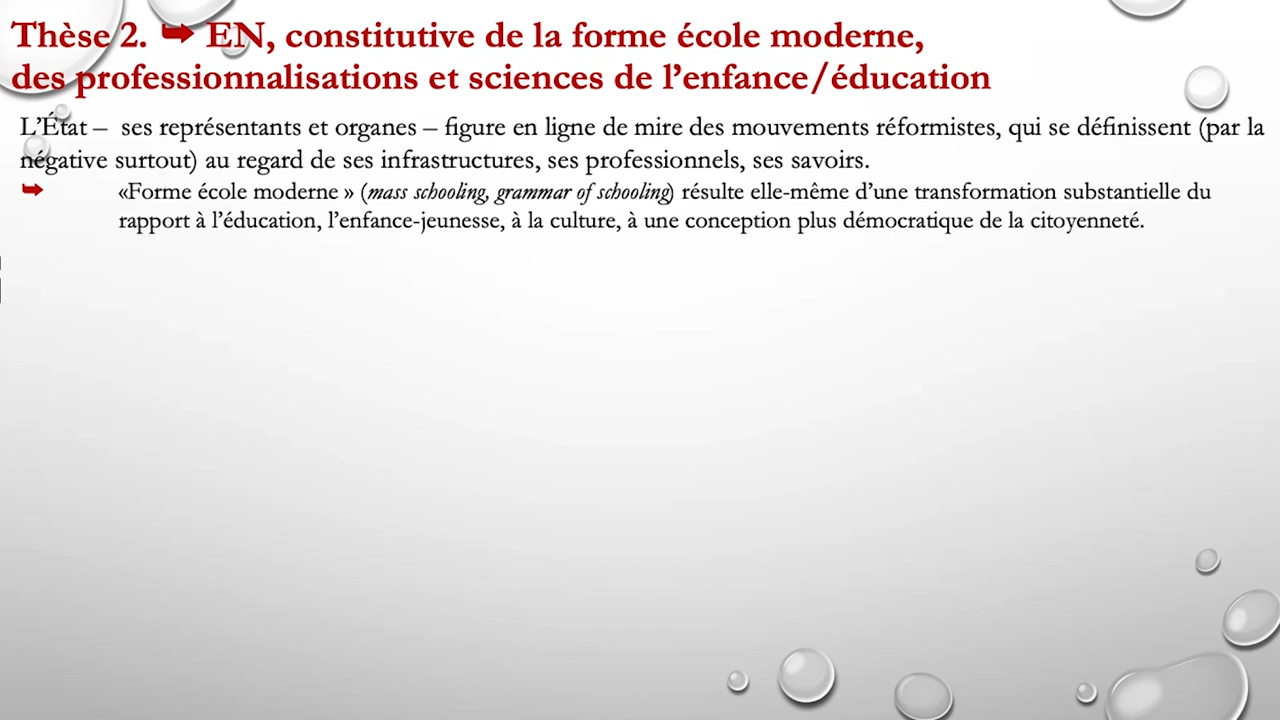 Thèse 2. ➥ EN, constitutive de la forme école moderne,
des professionnalisations et sciences de l’enfance/éducation
L’État – ses représentants et organes – figure en ligne de mire des mouvements réformistes, qui se définissent (par la
négative surtout) au regard de ses infrastructures, ses professionnels, ses savoirs.
➥ «Forme école moderne » (mass schooling, grammar of schooling) résulte elle-même d’une transformation substantielle du
rapport à l’éducation, l’enfance-jeunesse, à la culture, à une conception plus démocratique de la citoyenneté.